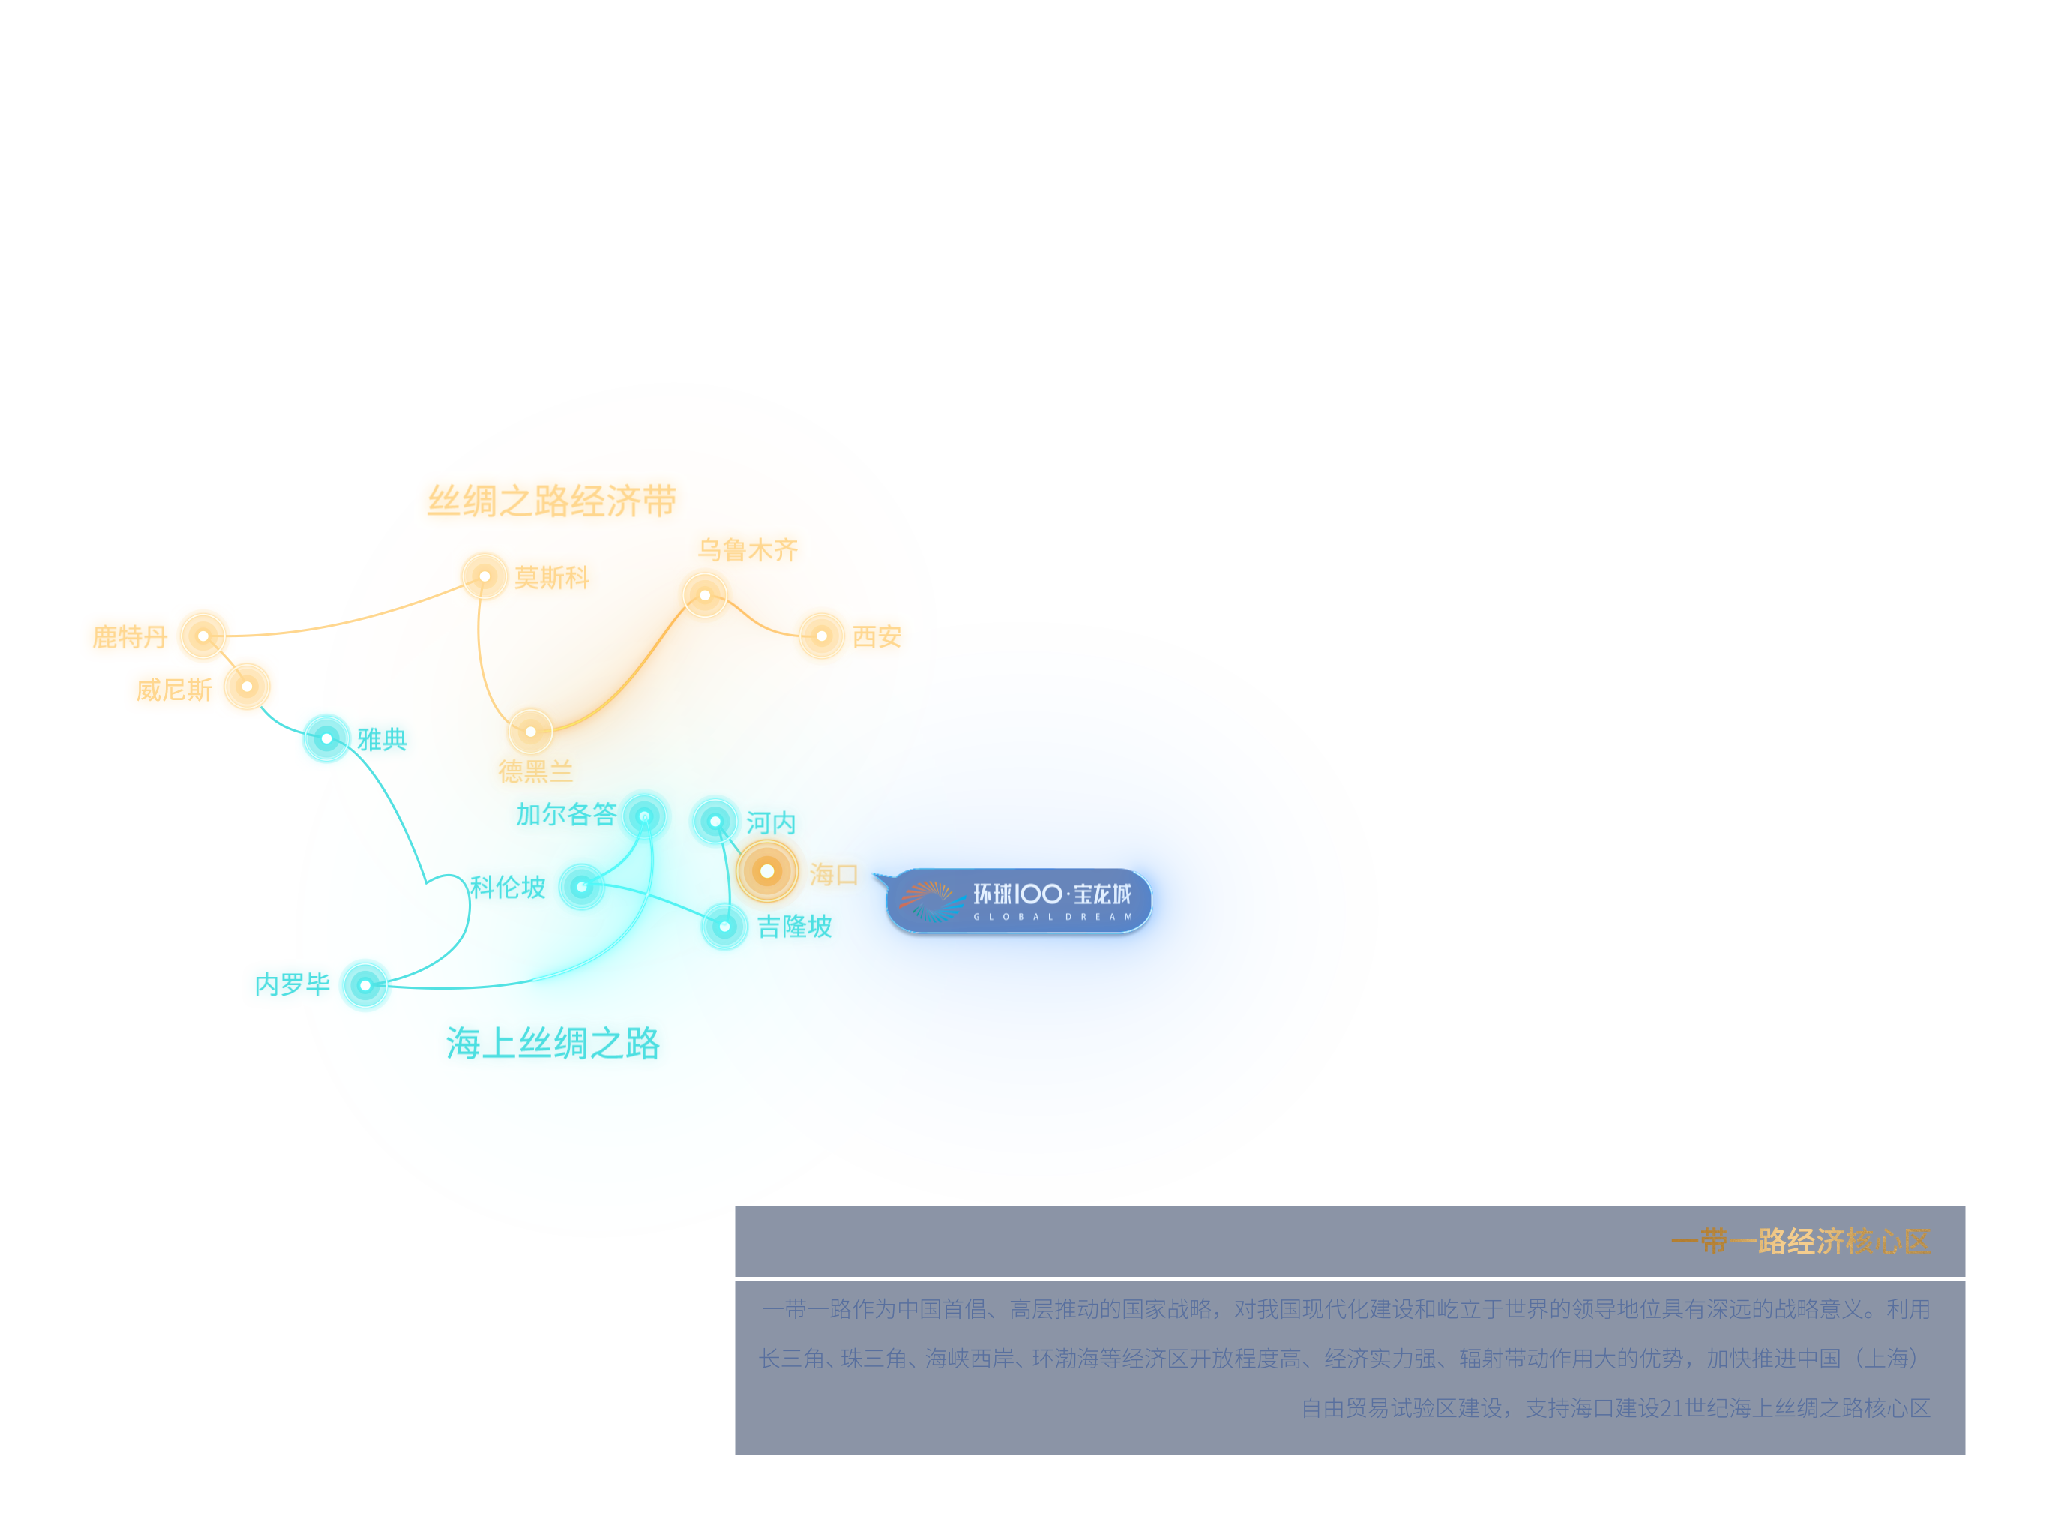 丝绸之路经济带
乌鲁木齐
莫斯科
鹿特丹
西安
威尼斯
雅典
德黑兰
加尔各答
河内
海口
科伦坡
环球100·宝龙城
GLOBAL DREAM
吉隆坡
内罗毕
海上丝绸之路
一带一路经济核心区
一带一路作为中国首倡、高层推动的国家战略，对我国现代化建设和屹立于世界的领导地位具有深远的战略意义。利用
长三角、珠三角、海峡西岸、环渤海等经济区开放程度高、经济实力强、辐射带动作用大的优势，加快推进中国（上海）
自由贸易试验区建设，支持海口建设21世纪海上丝绸之路核心区